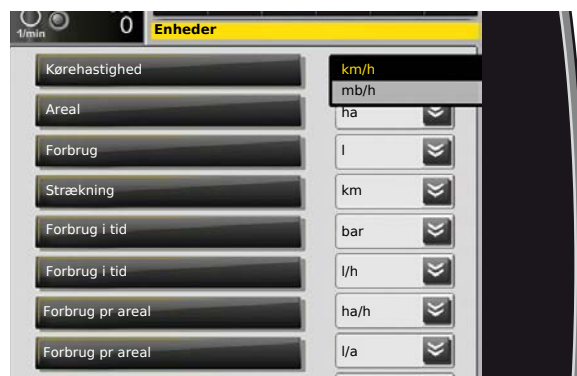 1/min
0
Enheder
Kørehastighed
km/h
mb/h
Areal
ha
Forbrug
l
Strækning
km
Forbrug i tid
bar
Forbrug i tid
l/h
Forbrug pr areal
ha/h
Forbrug pr areal
l/a